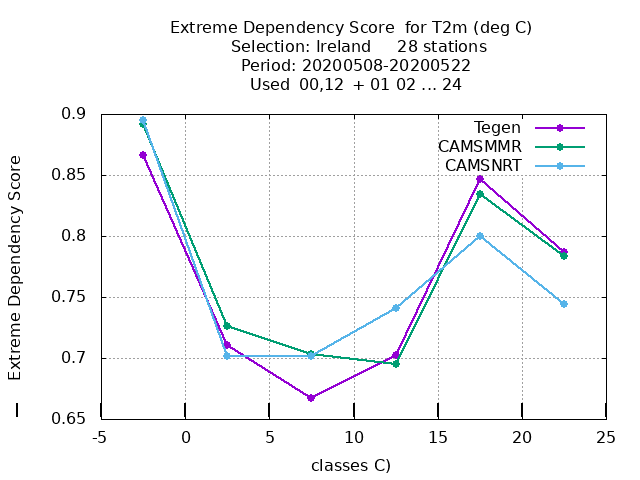 Extreme Dependency Score  for T2m (deg C)
Selection: Ireland     28 stations
Period: 20200508-20200522
Used  00,12  + 01 02 ... 24
Tegen
CAMSMMR
CAMSNRT
0.9
0.85
0.8
0.75
0.7
0.65
Extreme Dependency Score
-5
0
5
10
15
20
25
classes C)